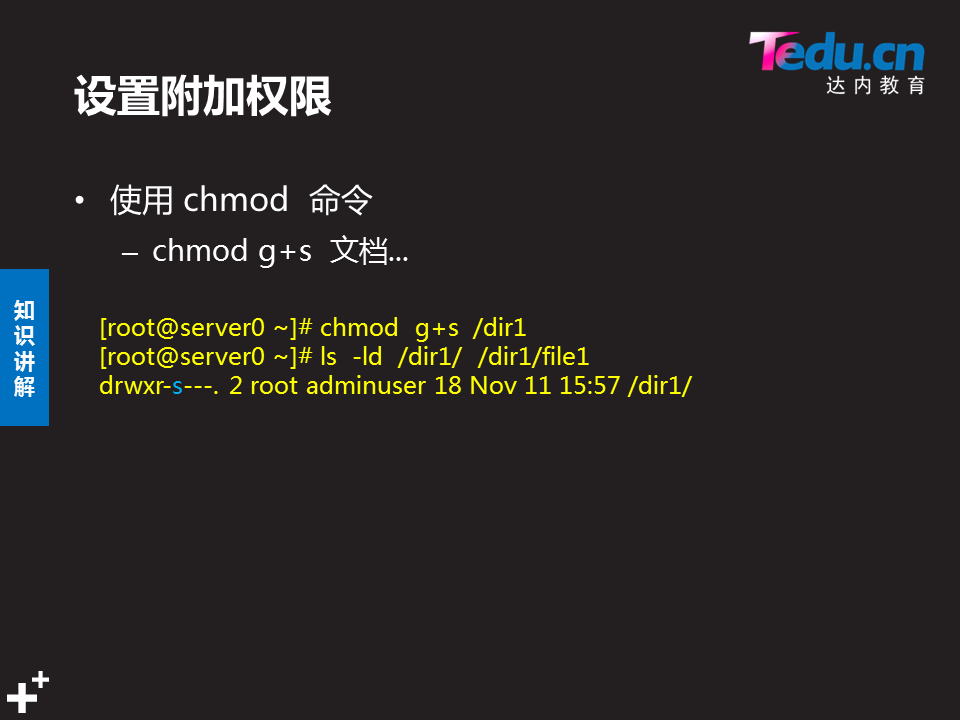 Tedu.cn
达内教育
设置附加权限
• 使用 chmod 命令
– chmod g+s 文档...
知识讲解
[root@server0 ~]# chmod g+s /dir1
[root@server0 ~]# ls -ld /dir1/ /dir1/file1
drwxr-s---. 2 root adminuser 18 Nov 11 15:57 /dir1/